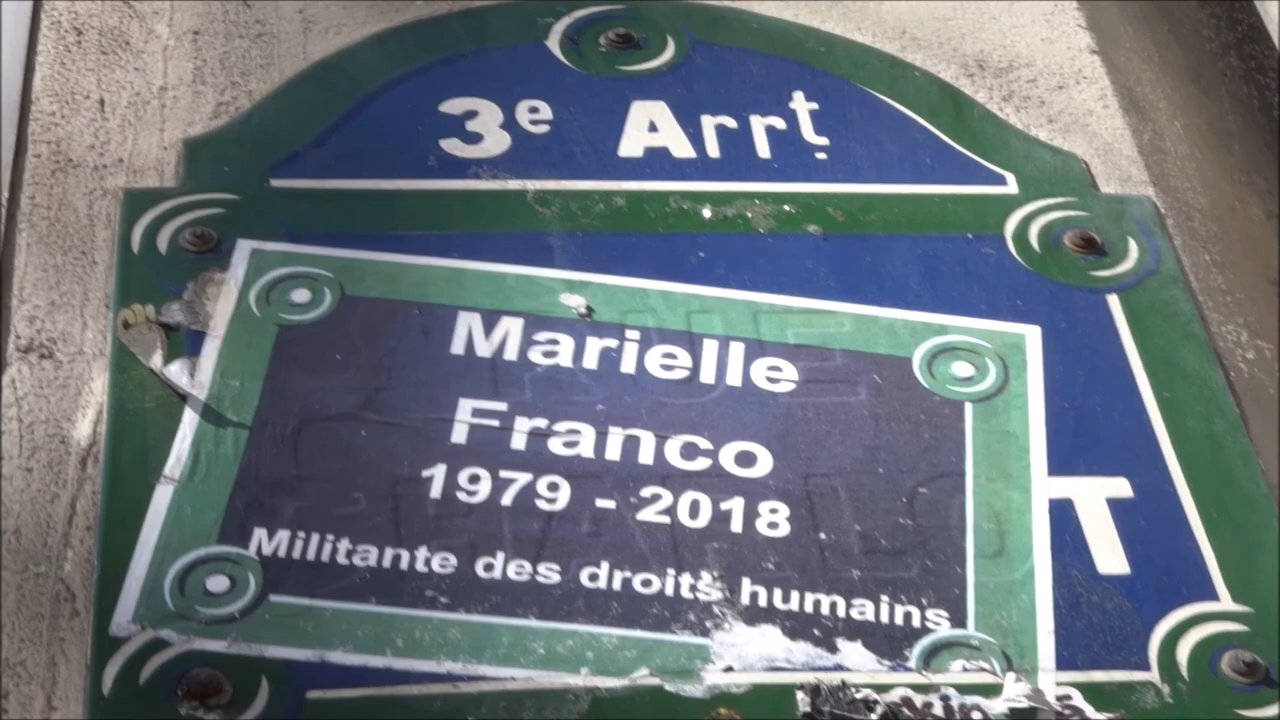 3e Arrt.
Marielle
Franco
1979 - 2018
T
Militante des droits humains